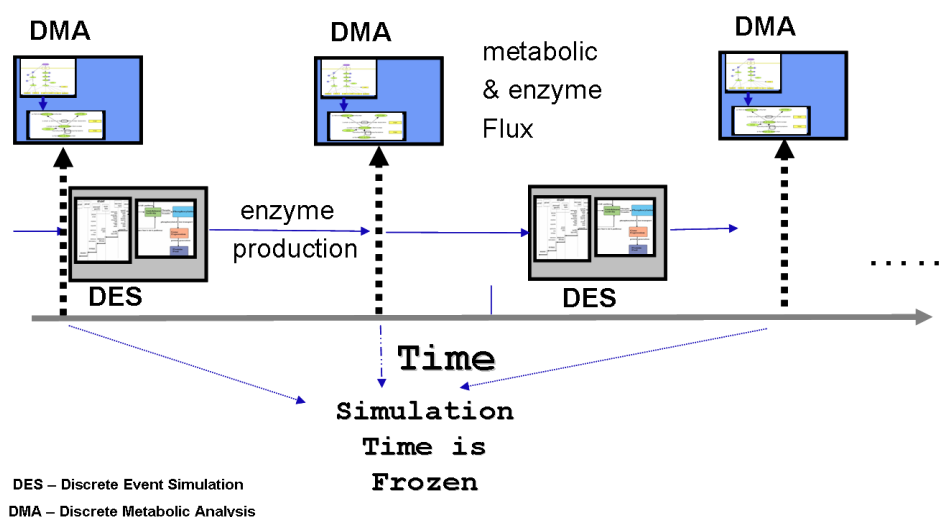 DMA
DMA
DMA
metabolic
& enzyme
Flux
enzyme
production
DES
DES
. . . . .
Time
Simulation
Time is
Frozen
DES – Discrete Event Simulation
DMA – Discrete Metabolic Analysis